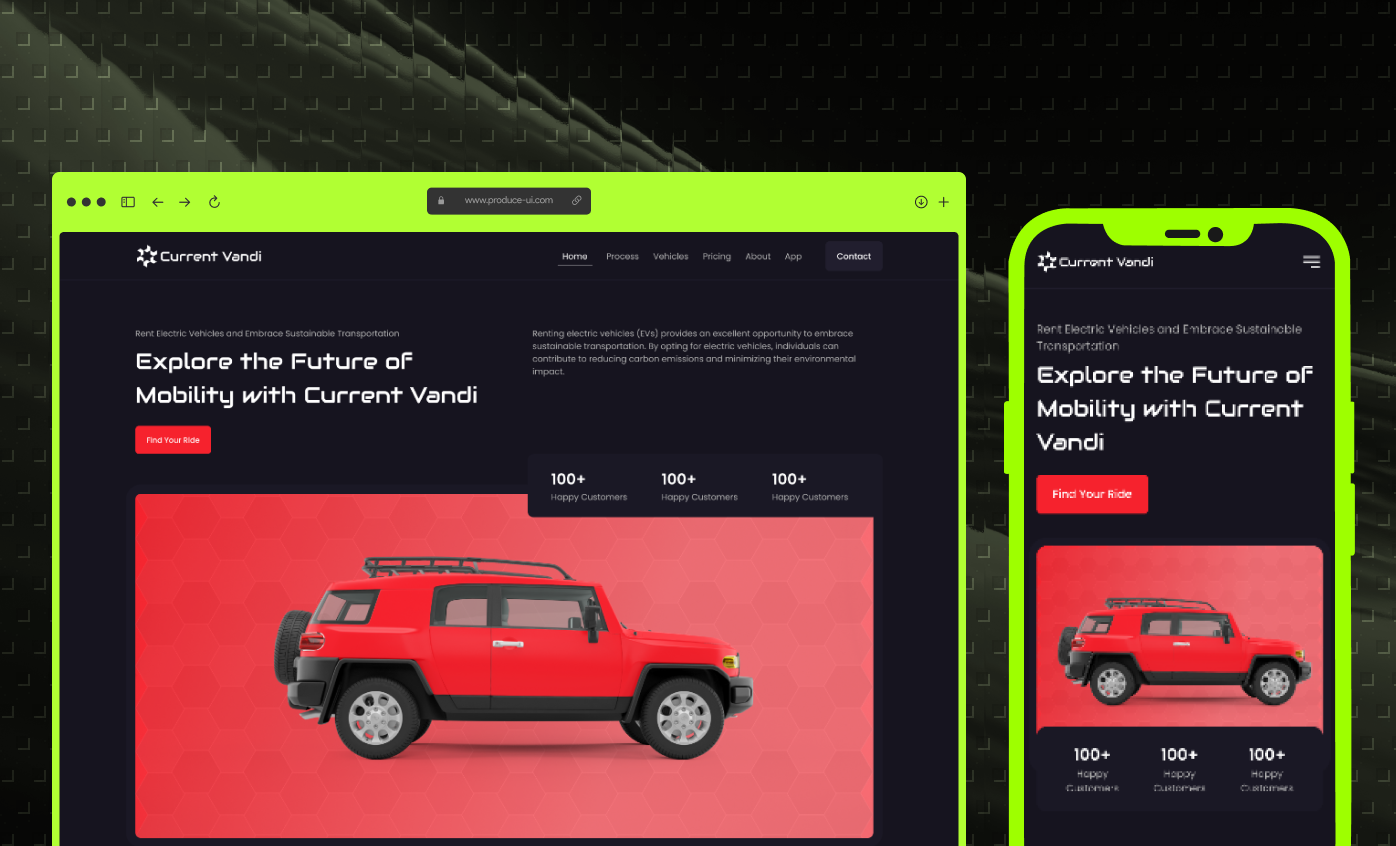 www.produce-ui.com
Current Vandi
Home Process Vehicles Pricing About App Contact
Rent Electric Vehicles and Embrace Sustainable Transportation
Explore the Future of
Mobility with Current Vandi
Find Your Ride
Renting electric vehicles (EVs) provides an excellent opportunity to embrace
sustainable transportation. By opting for electric vehicles, individuals can
contribute to reducing carbon emissions and minimizing their environmental
impact.
100+ 100+ 100+
Happy Customers Happy Customers Happy Customers
Current Vandi
Rent Electric Vehicles and Embrace Sustainable
Transportation
Explore the Future of
Mobility with Current
Vandi
Find Your Ride
100+ 100+ 100+
Happy Happy Happy
Customers Customers Customers